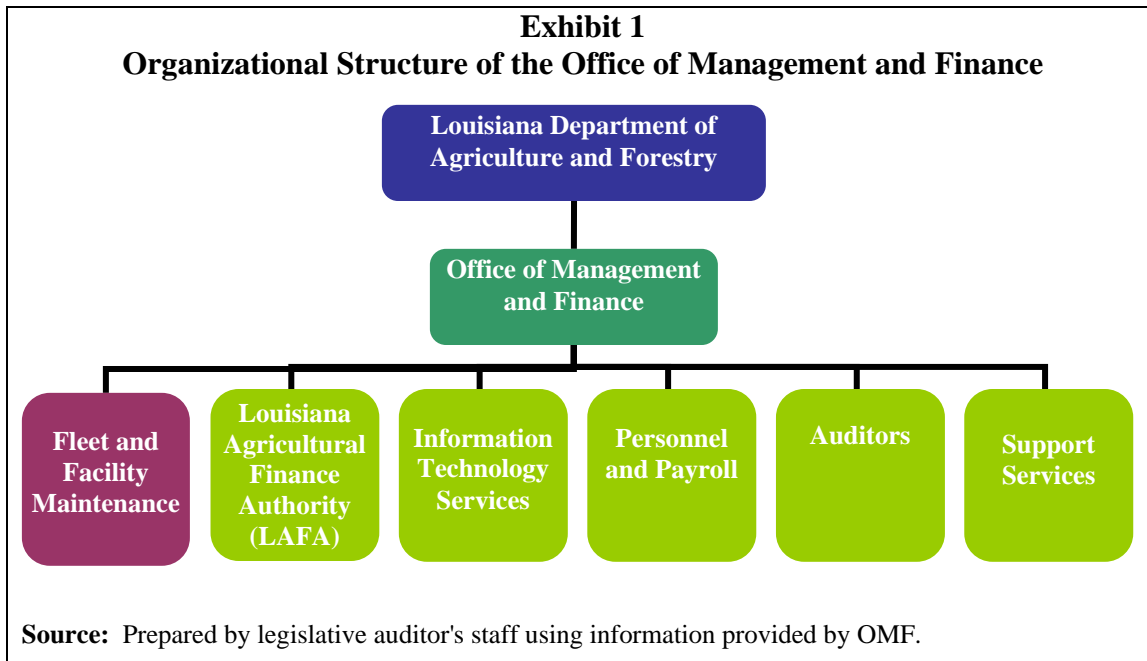 Exhibit 1
Organizational Structure of the Office of Management and Finance
Louisiana Department of
Agriculture and Forestry
Office of Management
and Finance
Fleet and
Facility
Maintenance
Louisiana
Agricultural
Finance
Authority
(LAFA)
Information
Technology
Services
Personnel
and Payroll
Auditors
Support
Services
Source: Prepared by legislative auditor's staff using information provided by OMF.